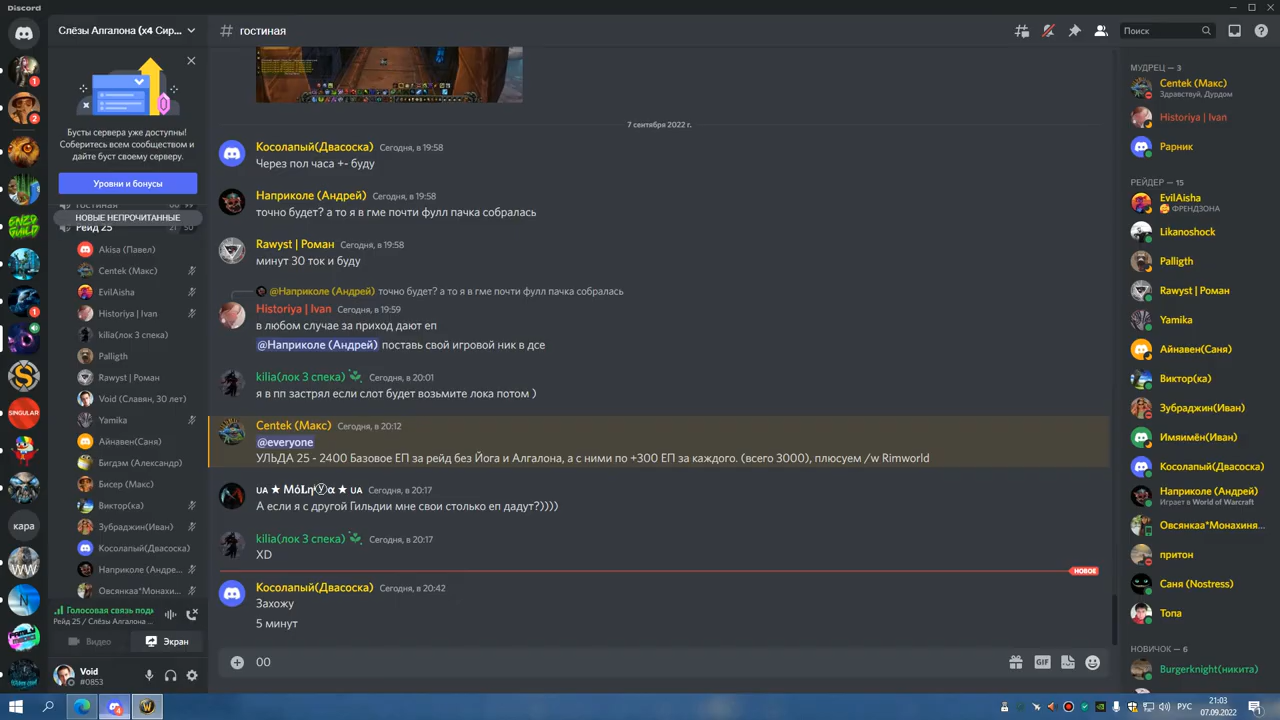 Discord
Слёзы Алгалона (x4 Сир...
гостиная
Поиск
Бусты сервера уже доступны!
Соберитесь всем сообществом и
дайте буст своему серверу.
Уровни и бонусы
гостиная 00 99
НОВЫЕ НЕПРОЧИТАННЫЕ
Рейд 25 21 50
Akisa (Павел)
Centek (Макс)
EvilAisha
Historiya | Ivan
kilia(лок 3 спека)
Palligth
Rawyst | Роман
Void (Славян, 30 лет)
Yamika
Айнавен(Саня)
Бигдэм (Александр)
Бисер (Макс)
Виктор(ка)
Зубраджин(Иван)
Косолапый(Двасоска)
Наприколе (Андре...
Овсянкаа*Монахи...
Голосовая связь подк
Рейд 25 / Слёзы Алгалона ...
Видео
Экран
Void
#0853
1
2
1
SINGULAR
кара
WW
7 сентября 2022 г.
Косолапый(Двасоска) Сегодня, в 19:58
Через пол часа +- буду
Наприколе (Андрей) Сегодня, в 19:58
точно будет? а то я в гме почти фулл пачка собралась
Rawyst | Роман Сегодня, в 19:58
минут 30 ток и буду
@Наприколе (Андрей) точно будет? а то я в гме почти фулл пачка собралась
Historiya | Ivan Сегодня, в 19:59
в любом случае за приход дают еп
@Наприколе (Андрей) поставь свой игровой ник в дсе
kilia(лок 3 спека) Сегодня, в 20:01
я в пп застрял если слот будет возьмите лока потом )
Centek (Макс) Сегодня, в 20:12
@everyone
УЛЬДА 25 - 2400 Базовое ЕП за рейд без Йога и Алгалона, а с ними по +300 ЕП за каждого. (всего 3000), плюсуем /w Rimworld
Сегодня, в 20:17
А если я с другой Гильдии мне свои столько еп дадут?))))
kilia(лок 3 спека) Сегодня, в 20:17
XD
НОВОЕ
Косолапый(Двасоска) Сегодня, в 20:42
Захожу
5 минут
00
GIF
МУДРЕЦ — 3
Centek (Макс)
Здравствуй, Дурдом
Historiya | Ivan
Рарник
РЕЙДЕР — 15
EvilAisha
ФРЕНДЗОНА
Likanoshock
Palligth
Rawyst | Роман
Yamika
Айнавен(Саня)
Виктор(ка)
Зубраджин(Иван)
Имяимён(Иван)
Косолапый(Двасоска)
Наприколе (Андрей)
Играет в World of Warcraft
Овсянкаа*Монахиня...
притон
Саня (Nostress)
Топа
НОВИЧОК — 6
Burgerknight(никита)
РУС
21:03
07.09.2022